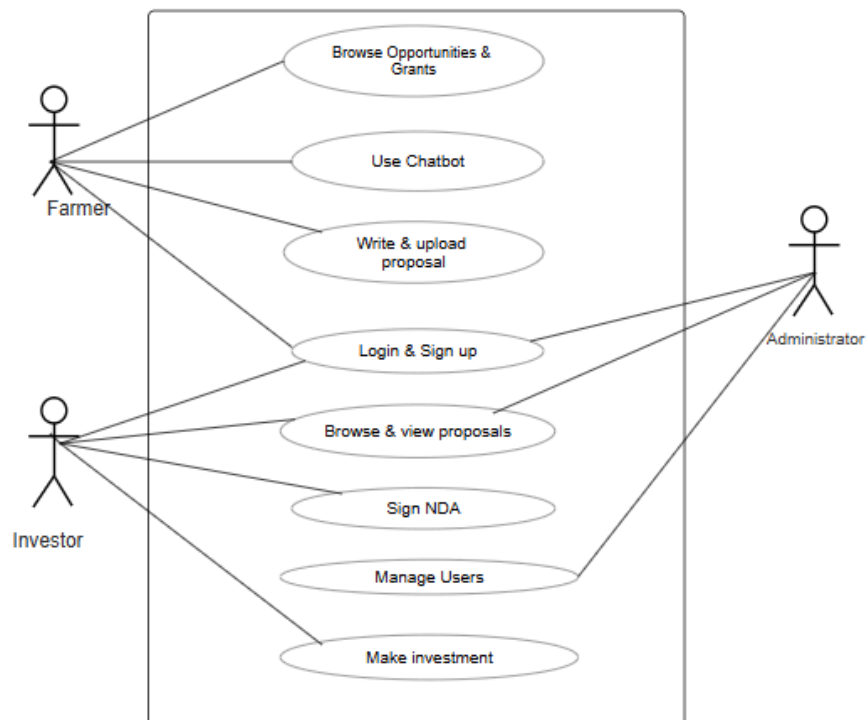 Browse Opportunities &
Grants
Use Chatbot
Farmer
Write & upload
proposal
Administrator
Login & Sign up
Browse & view proposals
Sign NDA
Investor
Manage Users
Make investment